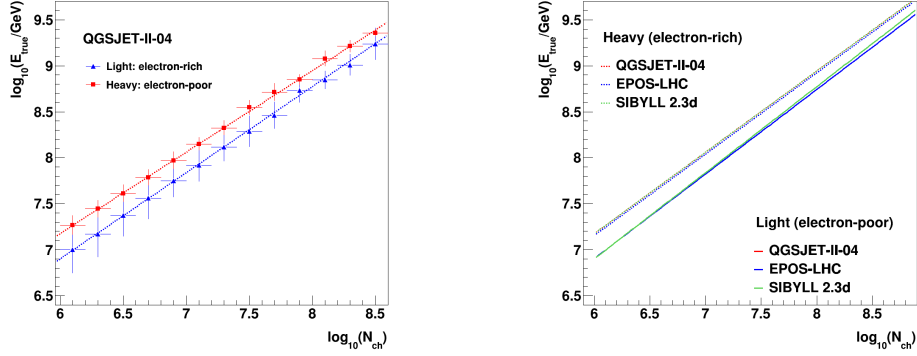 log10(Etrue/GeV)
9.5
9
8.5
8
7.5
7
6.5
QGSJET-II-04
Light: electron-rich
Heavy: electron-poor
6 6.5 7 7.5 8 8.5
log10(Nch)
log10(Etrue/GeV)
9.5
9
8.5
8
7.5
7
6.5
Heavy (electron-rich)
QGSJET-II-04
EPOS-LHC
SIBYLL 2.3d
Light (electron-poor)
QGSJET-II-04
EPOS-LHC
SIBYLL 2.3d
6 6.5 7 7.5 8 8.5
log10(Nch)